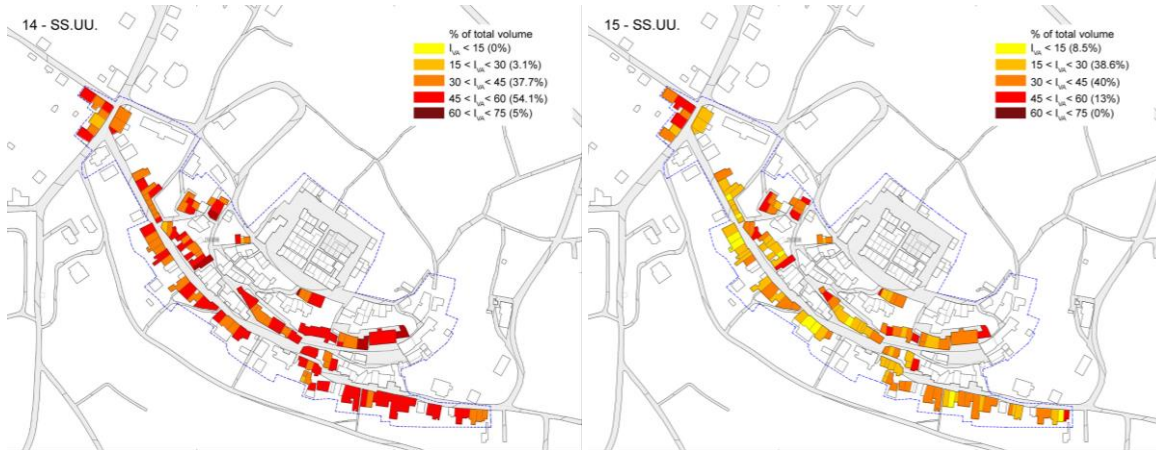 14 - SS.UU.
% of total volume
I_VA < 15 (0%)
15 < I_VA < 30 (3.1%)
30 < I_VA < 45 (37.7%)
45 < I_VA < 60 (54.1%)
60 < I_VA < 75 (5%)
15 - SS.UU.
% of total volume
I_VA < 15 (8.5%)
15 < I_VA < 30 (38.6%)
30 < I_VA < 45 (40%)
45 < I_VA < 60 (13%)
60 < I_VA < 75 (0%)